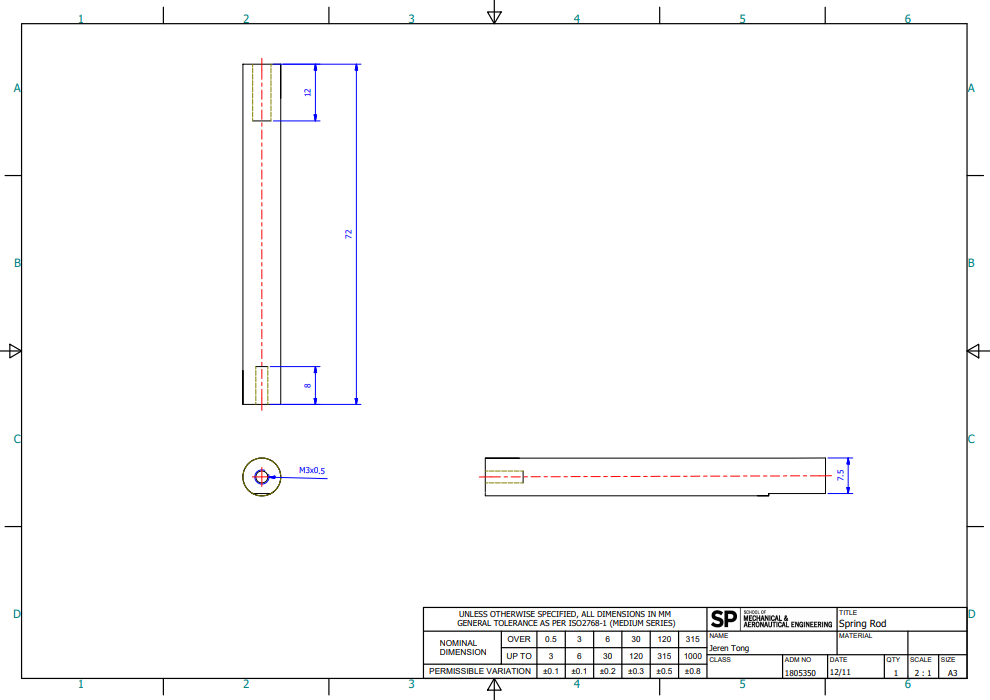 1 2 3 4 5 6
A A
12
72
B B
8
C C
M3x0,5
7.5
D D
UNLESS OTHERWISE SPECIFIED, ALL DIMENSIONS IN MM
GENERAL TOLERANCE AS PER ISO2768-1 (MEDIUM SERIES)
NOMINAL DIMENSION
OVER 0.5 3 6 30 120 315
UP TO 3 6 30 120 315 1000
PERMISSIBLE VARIATION ±0.1 ±0.1 ±0.2 ±0.3 ±0.5 ±0.8
SP
SCHOOL OF
MECHANICAL &
AERONAUTICAL ENGINEERING
TITLE
Spring Rod
NAME
Jeren Tong
MATERIAL
CLASS
ADM NO
1805350
DATE
12/11
QTY
1
SCALE
2 : 1
SIZE
A3
1 2 3 4 5 6